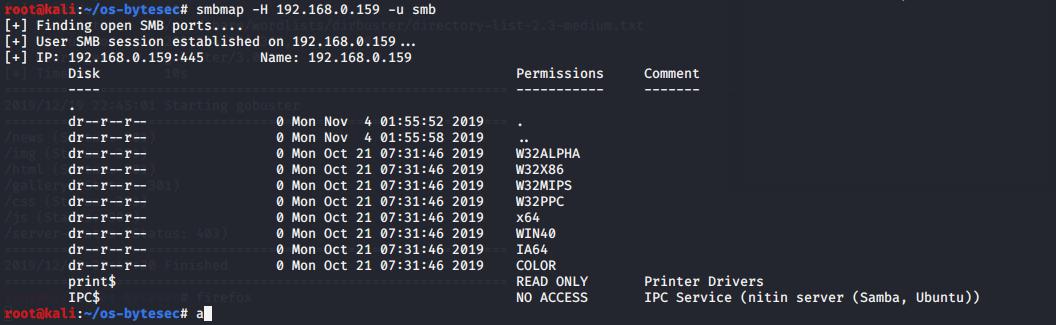 root@kali:~/os-bytesec# smbmap -H 192.168.0.159 -u smb
[+] Finding open SMB ports....
[+] User SMB session established on 192.168.0.159...
[+] IP: 192.168.0.159:445 Name: 192.168.0.159
Disk Permissions Comment
---- ----------- -------
.
dr--r--r-- 0 Mon Nov 4 01:55:52 2019 .
dr--r--r-- 0 Mon Nov 4 01:55:58 2019 ..
dr--r--r-- 0 Mon Oct 21 07:31:46 2019 W32ALPHA
dr--r--r-- 0 Mon Oct 21 07:31:46 2019 W32X86
dr--r--r-- 0 Mon Oct 21 07:31:46 2019 W32MIPS
dr--r--r-- 0 Mon Oct 21 07:31:46 2019 W32PPC
dr--r--r-- 0 Mon Oct 21 07:31:46 2019 x64
dr--r--r-- 0 Mon Oct 21 07:31:46 2019 WIN40
dr--r--r-- 0 Mon Oct 21 07:31:46 2019 IA64
dr--r--r-- 0 Mon Oct 21 07:31:46 2019 COLOR
print$ READ ONLY Printer Drivers
IPC$ NO ACCESS IPC Service (nitin server (Samba, Ubuntu))
root@kali:~/os-bytesec# a